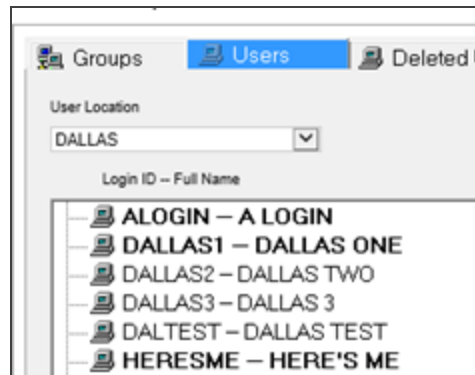 Groups Users Deleted
User Location
DALLAS
Login ID -- Full Name
ALOGIN – A LOGIN
DALLAS1 – DALLAS ONE
DALLAS2 – DALLAS TWO
DALLAS3 – DALLAS 3
DALTEST – DALLAS TEST
HERESME – HERE'S ME